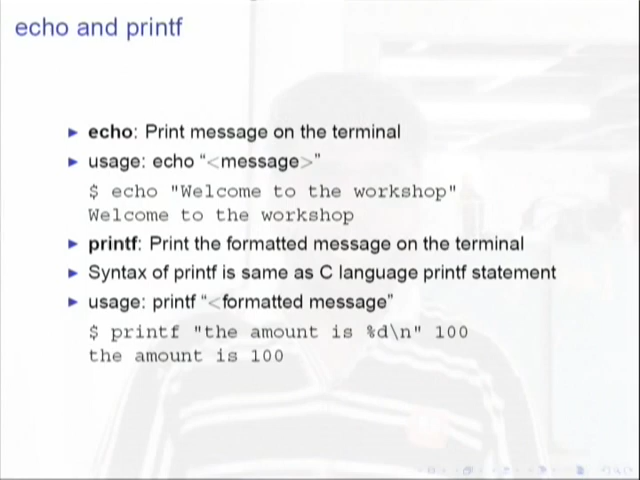 echo and printf
► echo: Print message on the terminal
► usage: echo “<message>”
$ echo "Welcome to the workshop"
Welcome to the workshop
► printf: Print the formatted message on the terminal
► Syntax of printf is same as C language printf statement
► usage: printf “<formatted message”
$ printf "the amount is %d\n" 100
the amount is 100